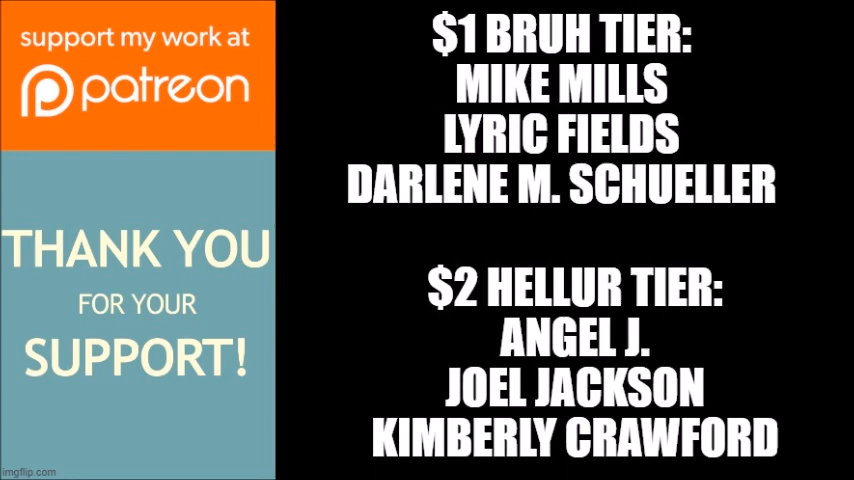 support my work at
patreon
THANK YOU
FOR YOUR
SUPPORT!
$1 BRUH TIER:
MIKE MILLS
LYRIC FIELDS
DARLENE M. SCHUELLER
$2 HELLUR TIER:
ANGEL J.
JOEL JACKSON
KIMBERLY CRAWFORD
imgflip.com